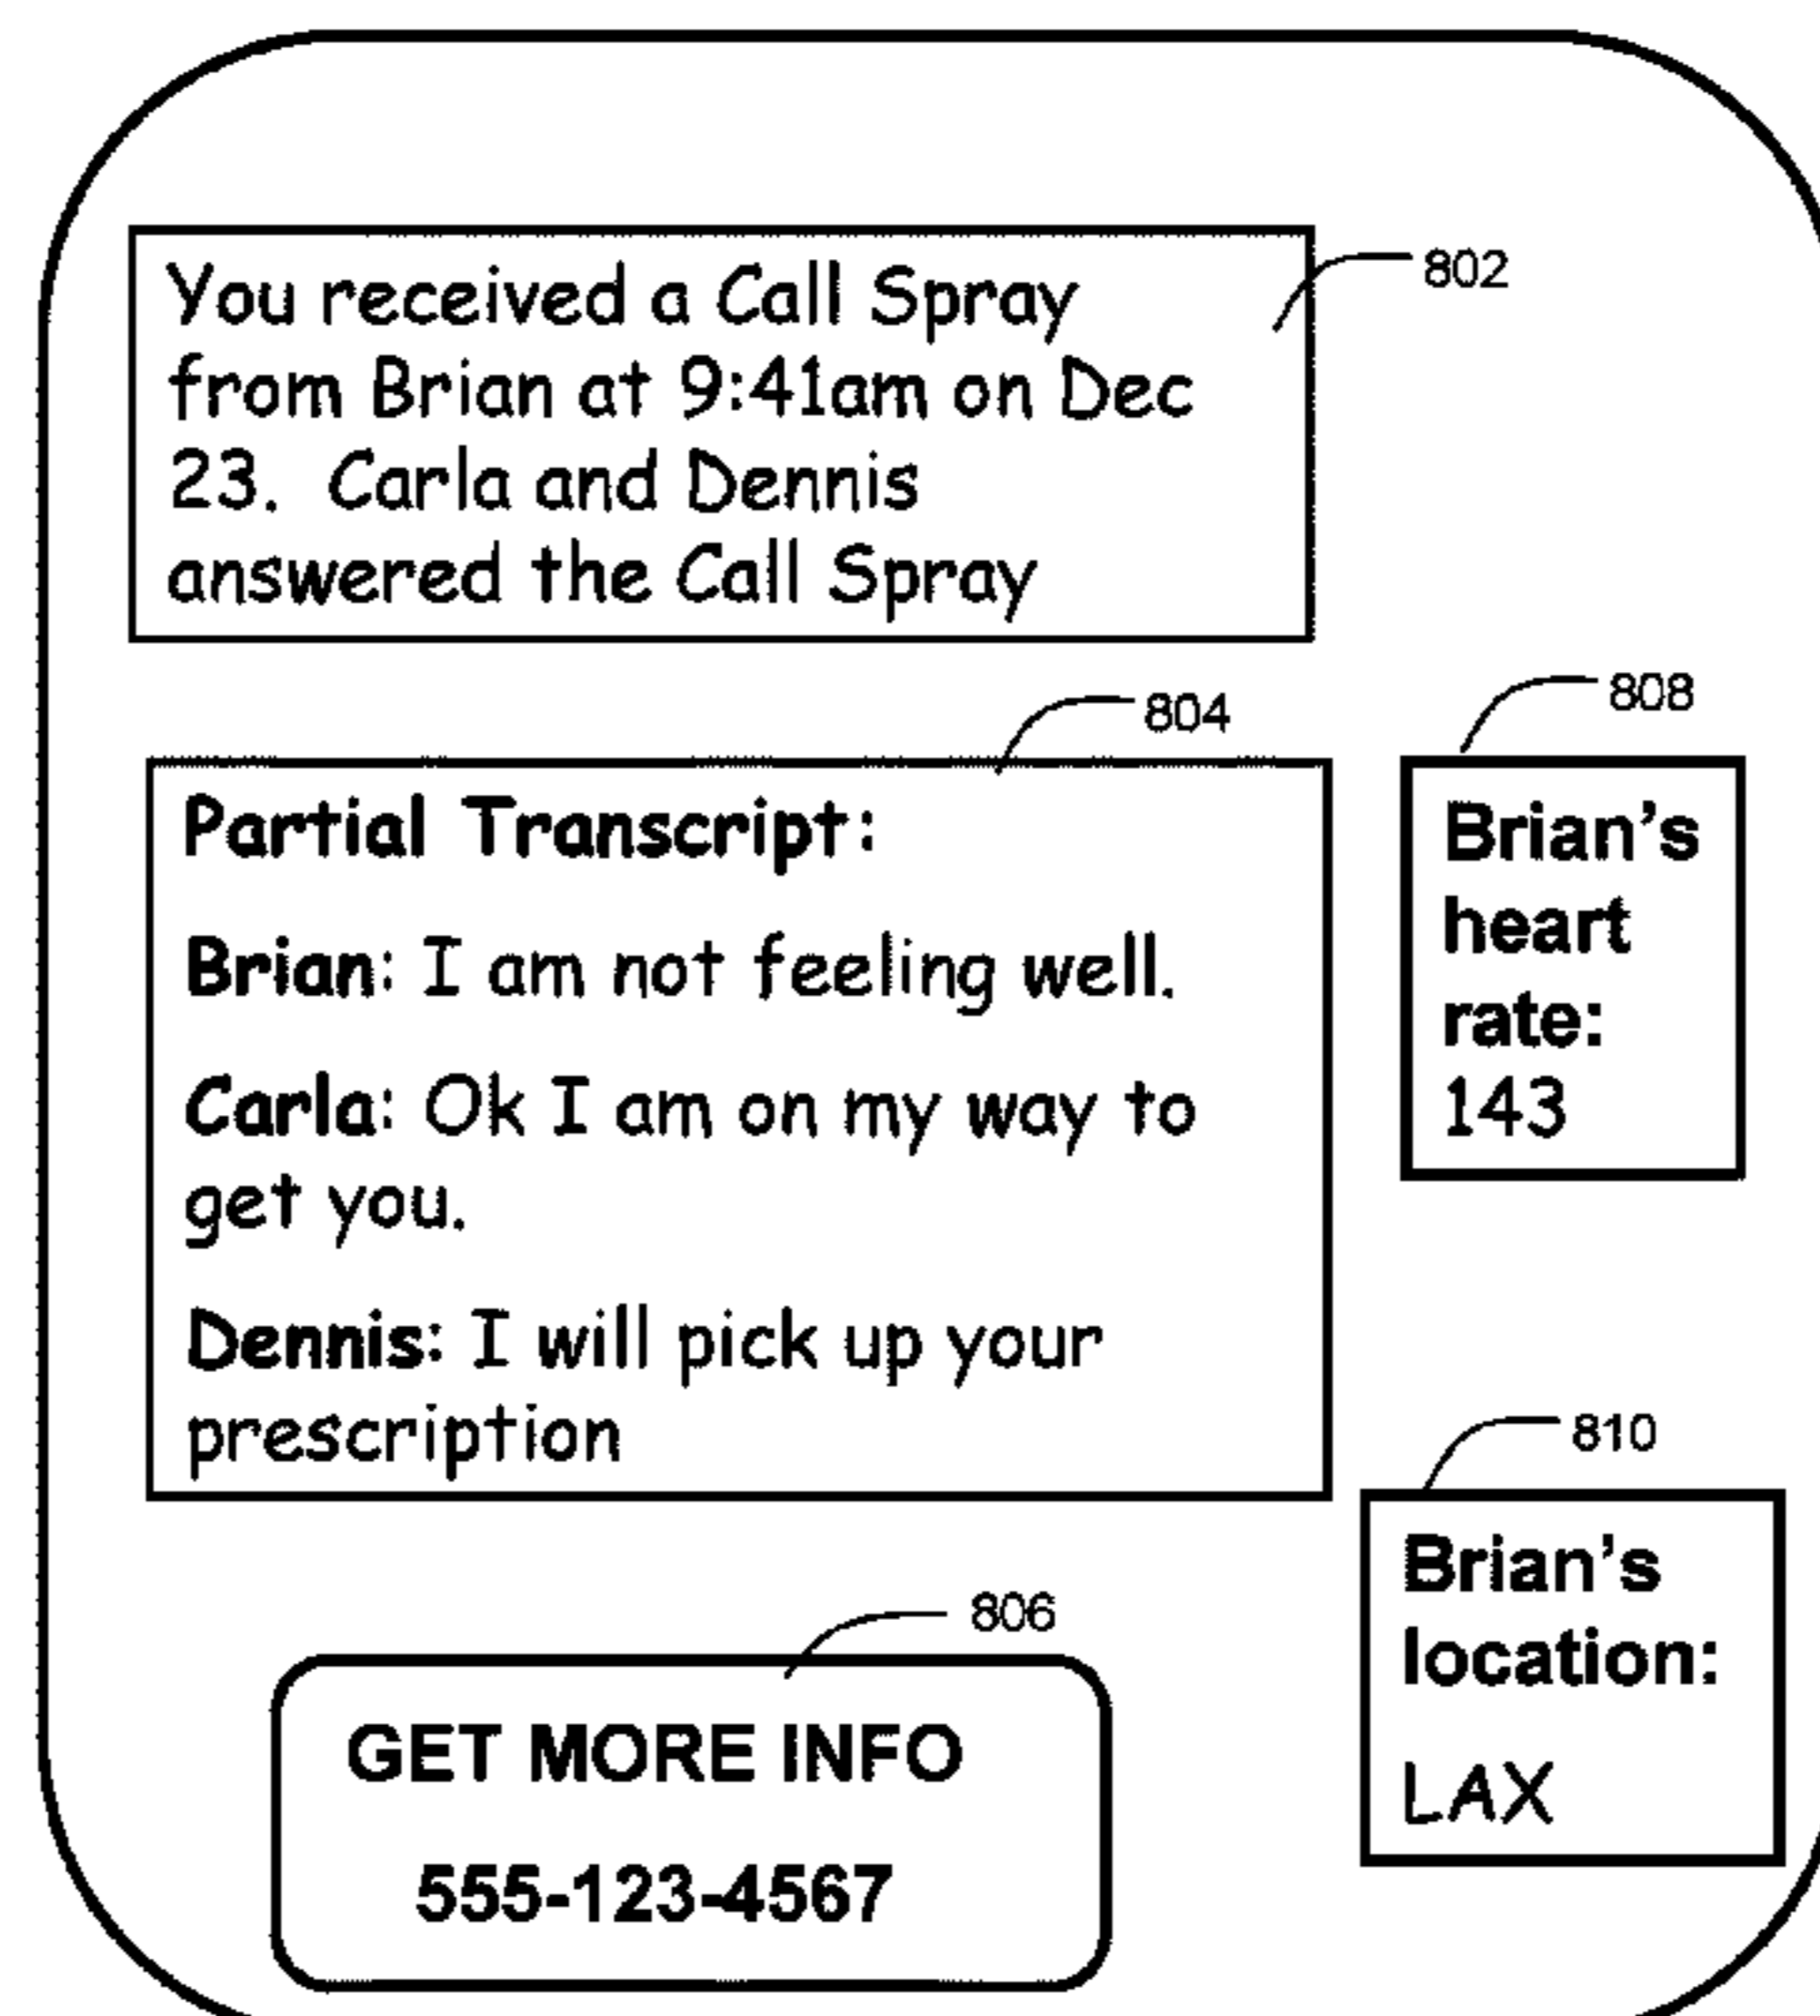 You received a Call Spray
from Brian at 9:41am on Dec
23.  Carla and Dennis
answered the Call Spray
802
804
Partial Transcript:
Brian: I am not feeling well.
Carla: Ok I am on my way to
get you.
Dennis: I will pick up your
prescription
808
Brian's
heart
rate:
143
810
Brian's
location:
LAX
806
GET MORE INFO
555-123-4567